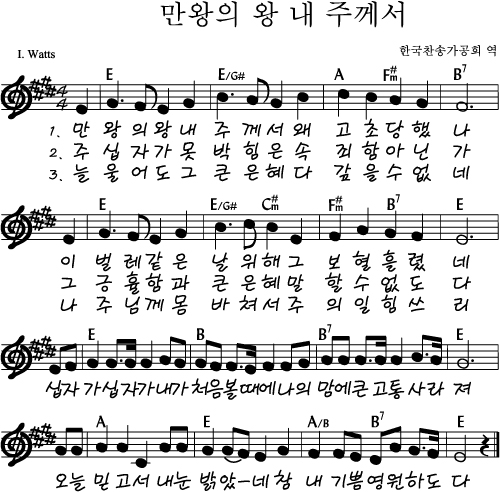 만왕의 왕 내 주께서
I. Watts
한국찬송가공회 역
E E/G# A F#m B7
1. 만 왕 의 왕 내 주 께 서 왜 고 초 당 했 나
2. 주 십 자 가 못 박 힘 은 속 죄 함 아 닌 가
3. 늘 울 어 도 그 큰 은 혜 다 갚 을 수 없 네
E E/G# C#m F#m B7 E
이 벌 레 같 은 날 위 해 그 보 혈 흘 렸 네
그 긍 휼 함 과 큰 은 혜 말 할 수 없 도 다
나 주 님 께 몸 바 쳐 서 주 의 일 힘 쓰 리
E B B7 E
십자 가십자가내가 처음볼때에나의 맘에큰고통사라 져
A E A/B B7 E
오늘 믿고서내눈 밝았—네참 내기쁨영원하도 다